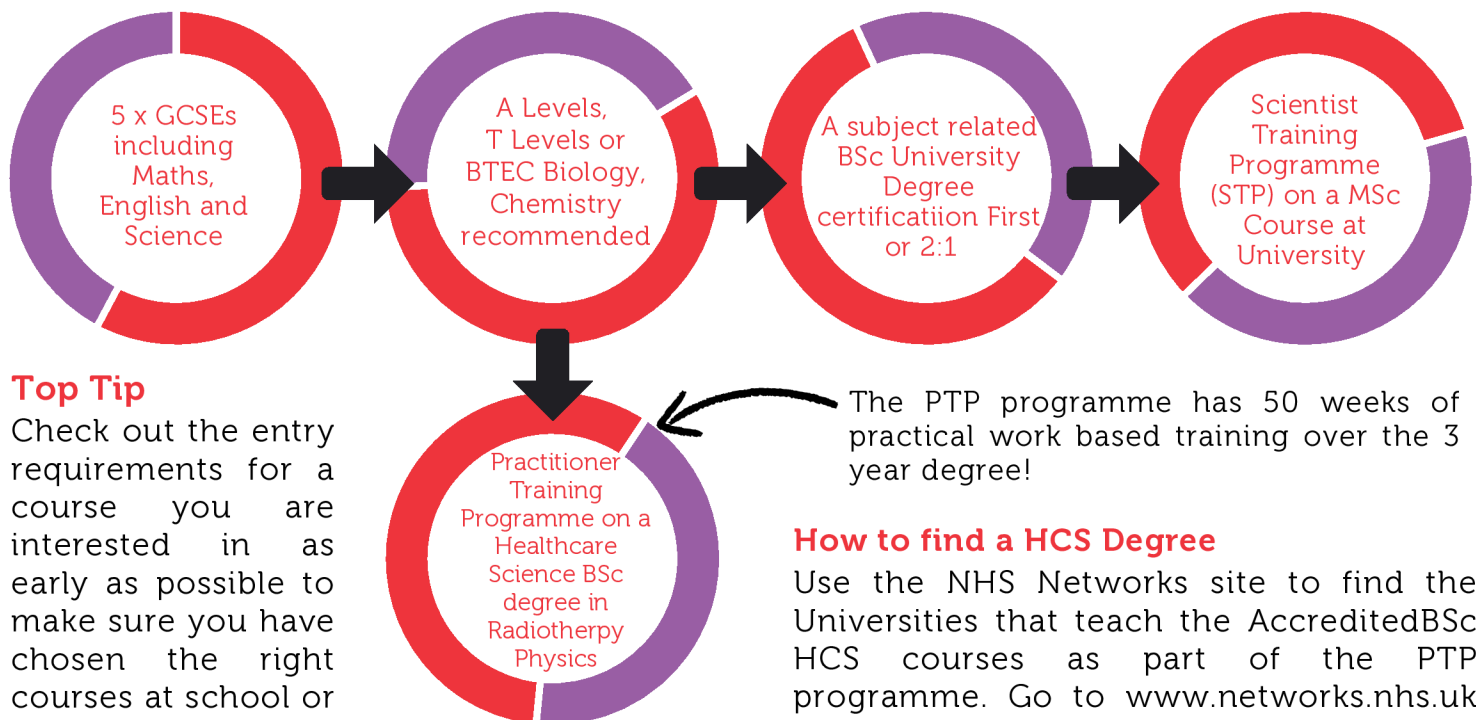 5 x GCSEs
including
Maths,
English and
Science
A Levels,
T Levels or
BTEC Biology,
Chemistry
recommended
A subject related
BSc University
Degree
certificatiion First
or 2:1
Scientist
Training
Programme
(STP) on a MSc
Course at
University
Practitioner
Training
Programme on a
Healthcare
Science BSc
degree in
Radiotherpy
Physics
The PTP programme has 50 weeks of
practical work based training over the 3
year degree!
Top Tip
Check out the entry
requirements for a
course you are
interested in as
early as possible to
make sure you have
chosen the right
courses at school or
How to find a HCS Degree
Use the NHS Networks site to find the
Universities that teach the AccreditedBSc
HCS courses as part of the PTP
programme. Go to www.networks.nhs.uk